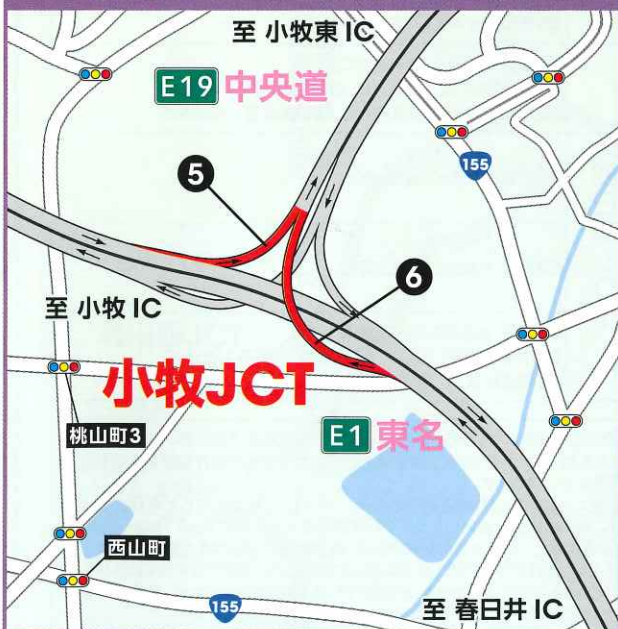 至 小牧東 IC
E19 中央道
155
5
6
至 小牧 IC
小牧JCT
桃山町3
E1 東名
西山町
155
至 春日井 IC